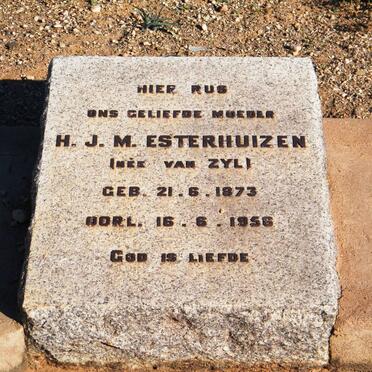 HIER RUS
ONS GELIEFDE MOEDER
H. J. M. ESTERHUIZEN
(NÉE VAN ZYL)
GEB. 21. 6. 1873
OORL. 16. 6. 1956
GOD IS LIEFDE